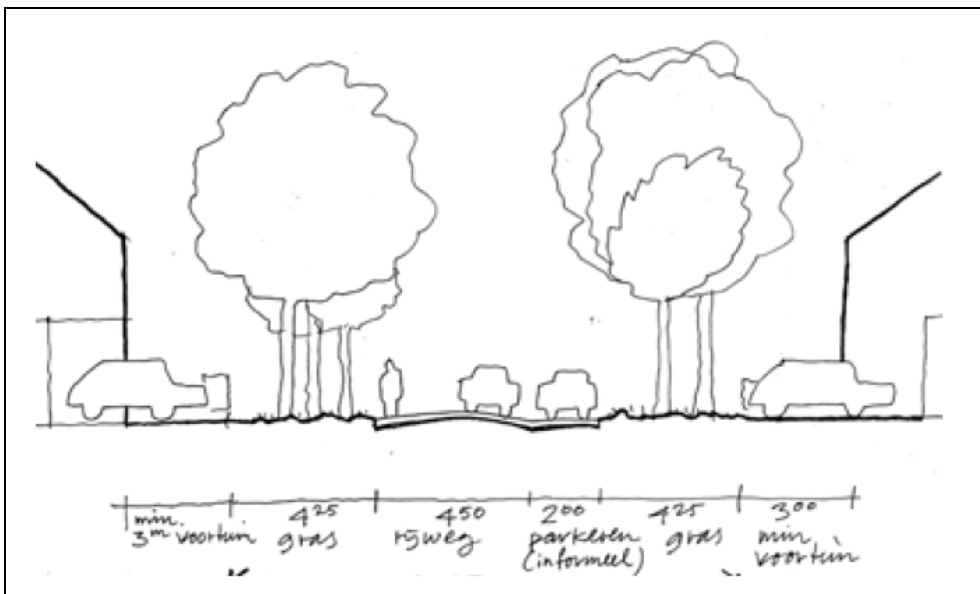 min.
3m voortuin
425
gras
450
rijweg
200
parkeren
(informeel)
425
gras
300
min
voortuin